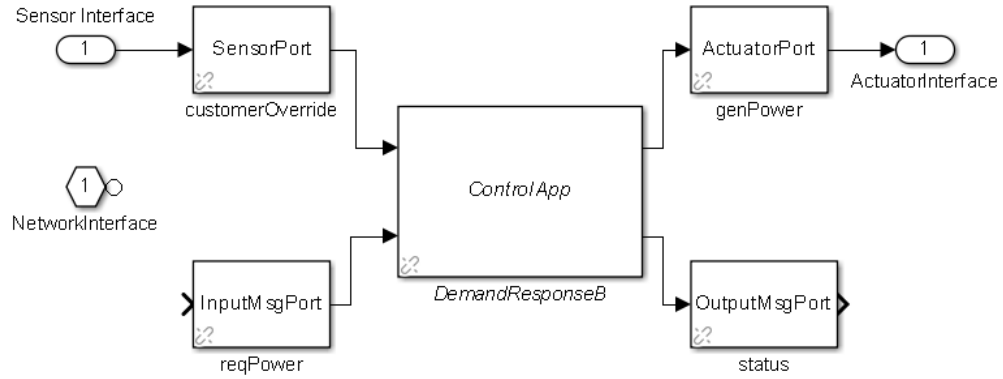 Sensor Interface
1
SensorPort
customerOverride
ActuatorPort
genPower
1
ActuatorInterface
1
NetworkInterface
ControlApp
DemandResponseB
InputMsgPort
reqPower
OutputMsgPort
status